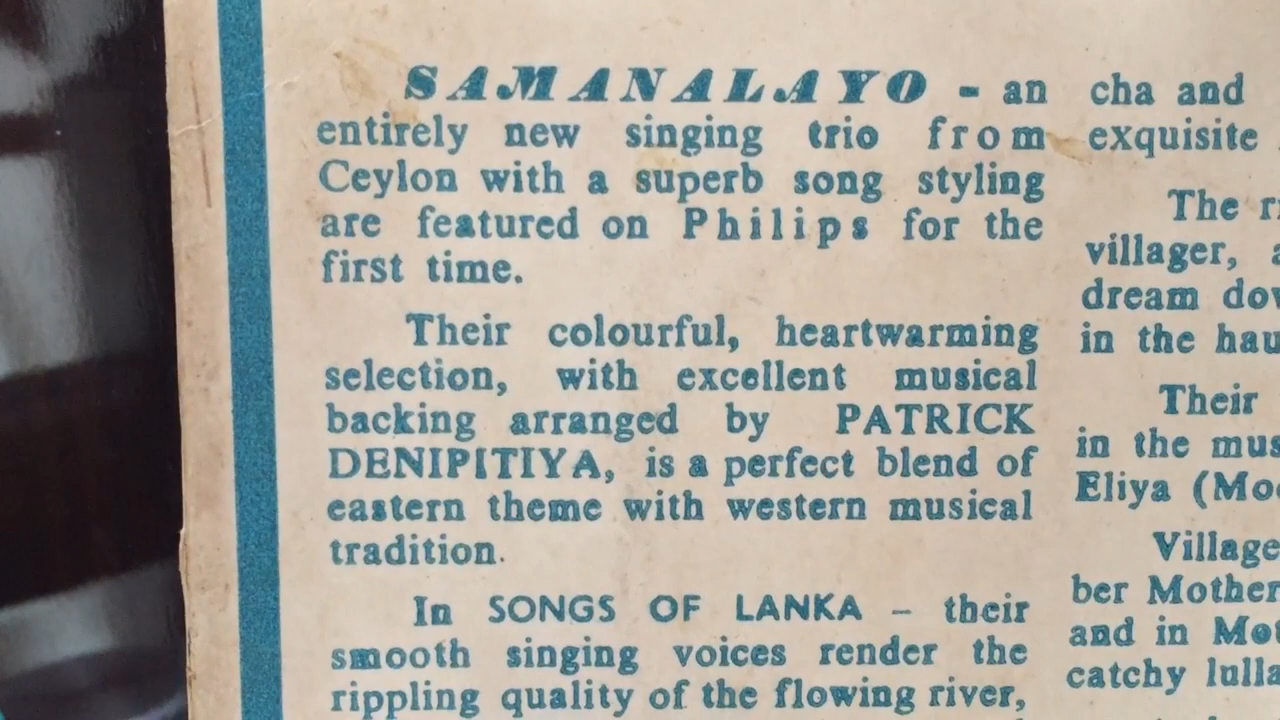 SAMANALAYO - an
entirely new singing trio from
Ceylon with a superb song styling
are featured on Philips for the
first time.
Their colourful, heartwarming
selection, with excellent musical
backing arranged by PATRICK
DENIPITIYA, is a perfect blend of
eastern theme with western musical
tradition.
In SONGS OF LANKA – their
smooth singing voices render the
rippling quality of the flowing river,
cha and
exquisite
The
villager,
dream
in the
Their
in the
Eliya
Village
ber Mother
and in
catchy